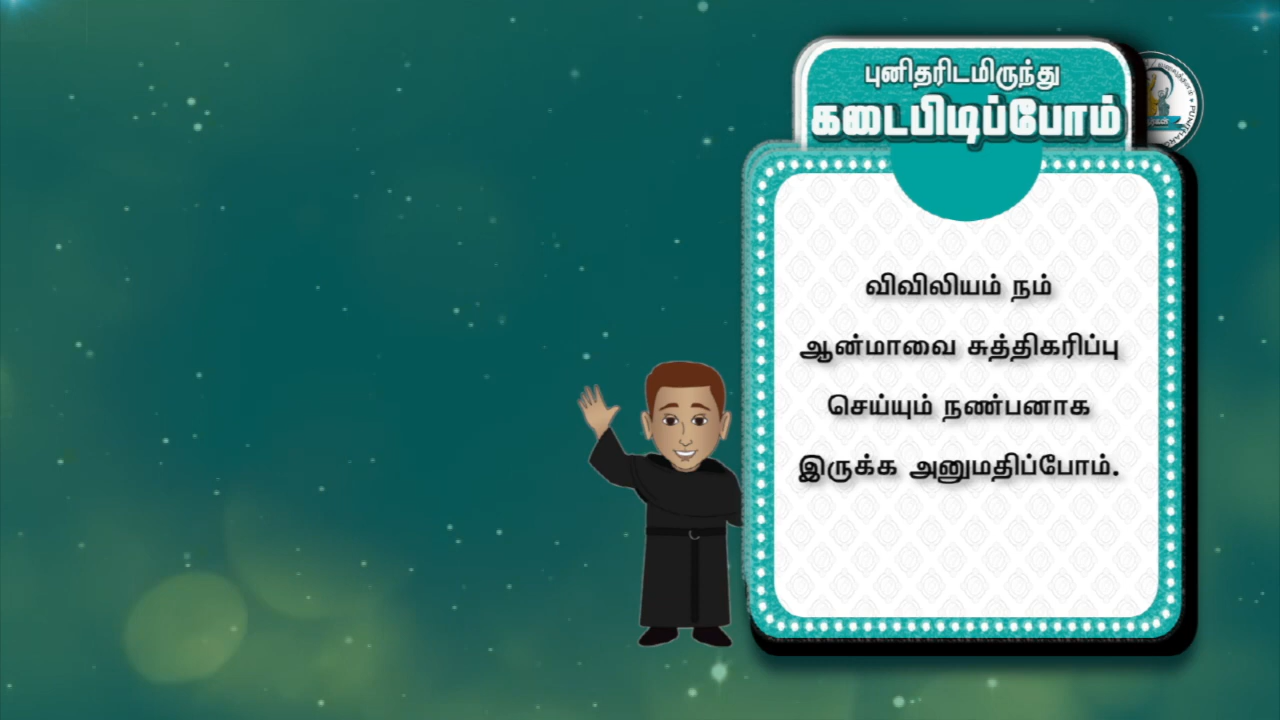 புனிதரிடமிருந்து
கடைபிடிப்போம்
விவிலியம் நம்
ஆன்மாவை சுத்திகரிப்பு
செய்யும் நண்பனாக
இருக்க அனுமதிப்போம்.